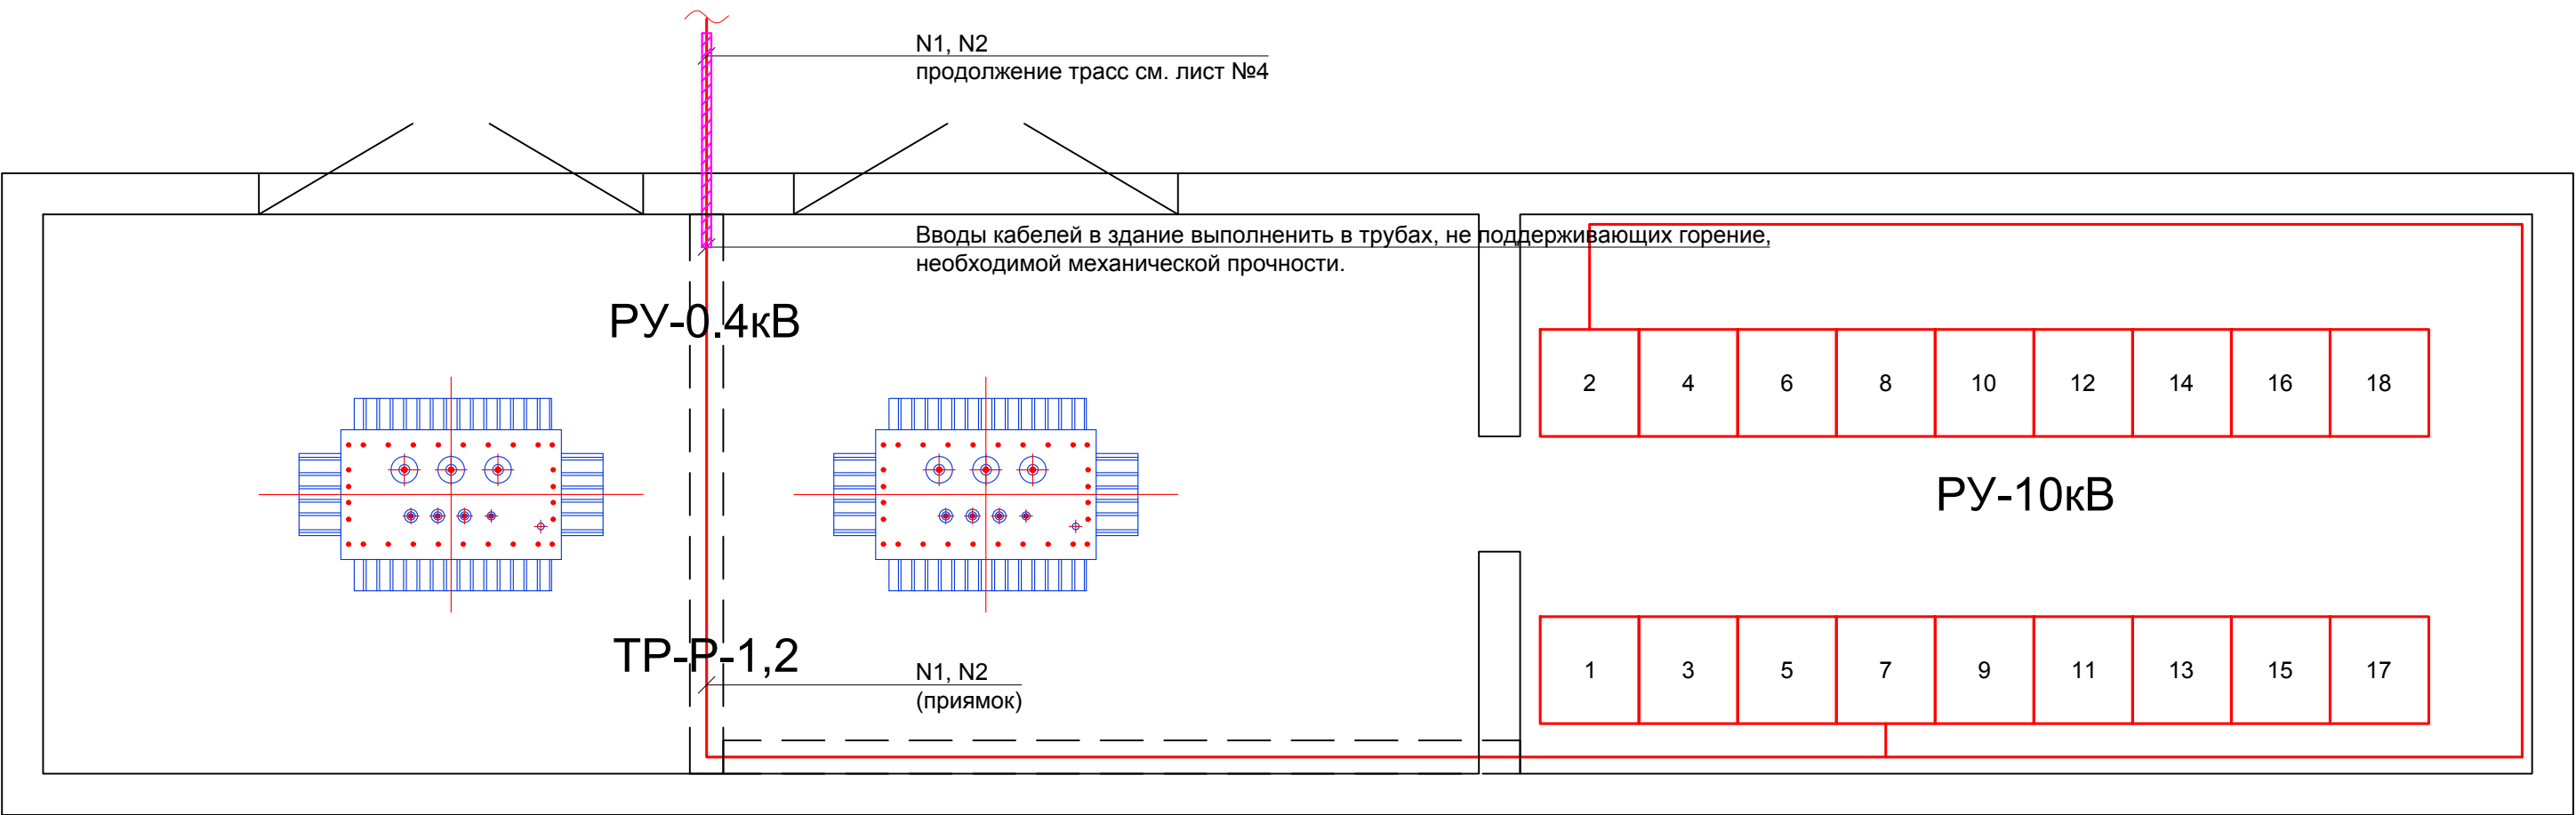 N1, N2
продолжение трасс см. лист №4
Вводы кабелей в здание выполненить в трубах, не поддерживающих горение,
необходимой механической прочности.
РУ-0.4кВ
2 4 6 8 10 12 14 16 18
РУ-10кВ
ТР-Р-1,2
N1, N2
(приямок)
1 3 5 7 9 11 13 15 17